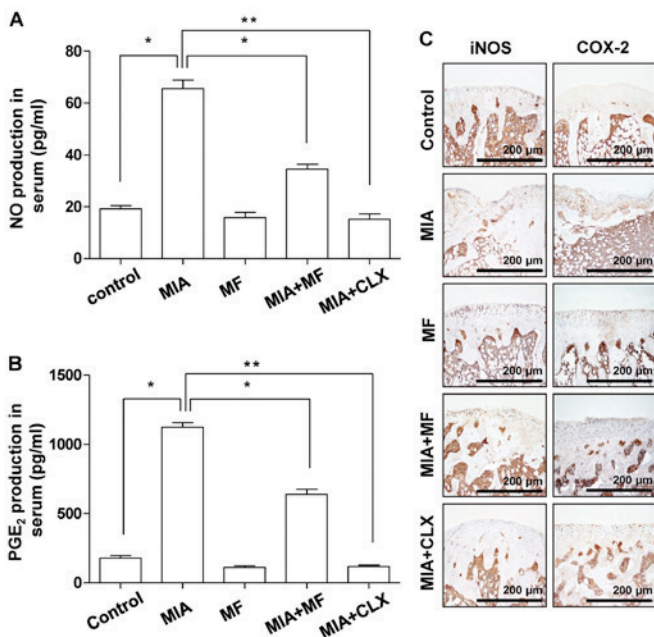 A
NO production in
serum (pg/ml)
80
60
40
20
0
*
**
*
control
MIA
MF
MIA+MF
MIA+CLX
B
PGE2 production in
serum (pg/ml)
1500
1000
500
0
*
**
*
Control
MIA
MF
MIA+MF
MIA+CLX
C
iNOS COX-2
Control
200 µm 200 µm
MIA
200 µm 200 µm
MF
200 µm 200 µm
MIA+MF
200 µm 200 µm
MIA+CLX
200 µm 200 µm